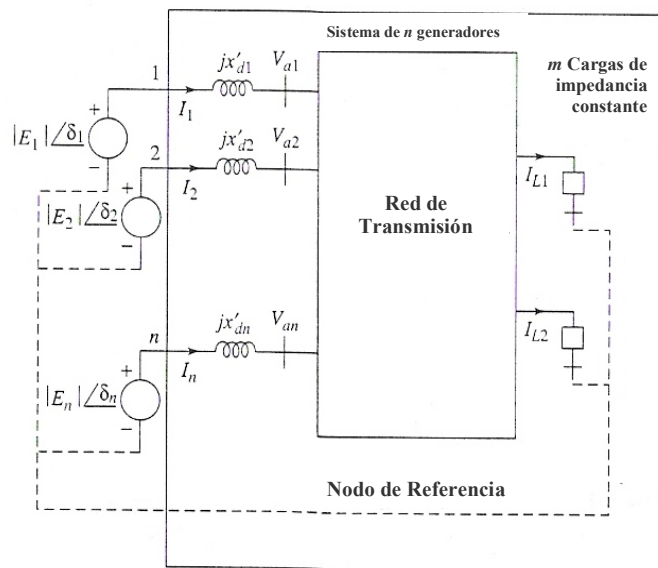 Sistema de n generadores
m Cargas de
impedancia
constante
1
jx'd1
Va1
+
I1
|E1| ∠δ1
−
2
jx'd2
Va2
+
I2
|E2| ∠δ2
−
IL1
Red de
Transmisión
n
jx'dn
Van
+
In
|En| ∠δn
−
IL2
Nodo de Referencia